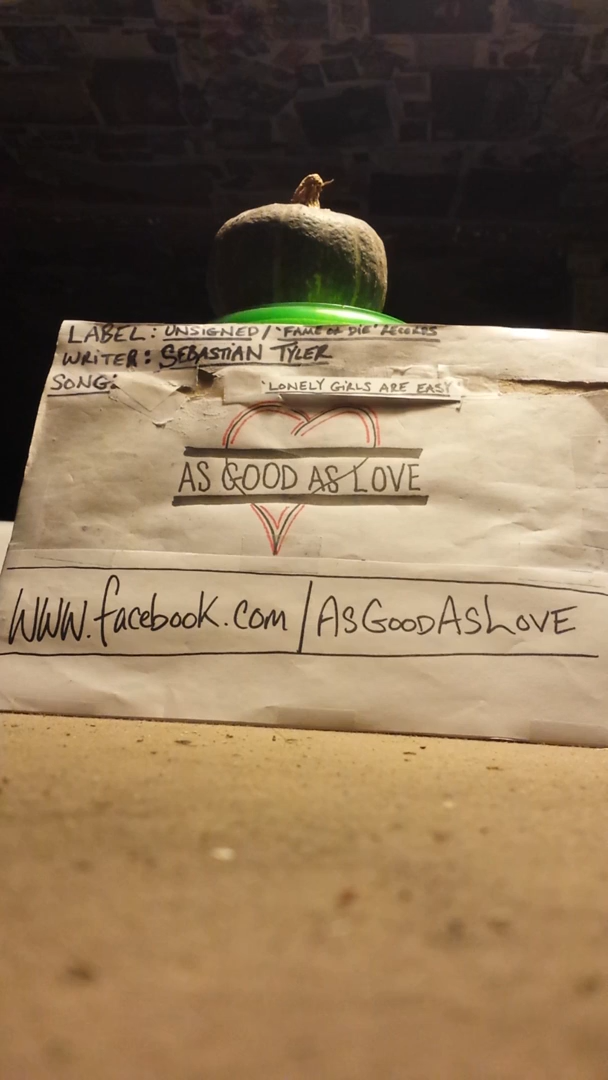 LABEL: UNSIGNED / 'FAME OR DIE' RECORDS
WRITER: SEBASTIAN TYLER
SONG: 'LONELY GIRLS ARE EASY'
AS GOOD AS LOVE
WWW.facebook.com/ASGOODASLOVE